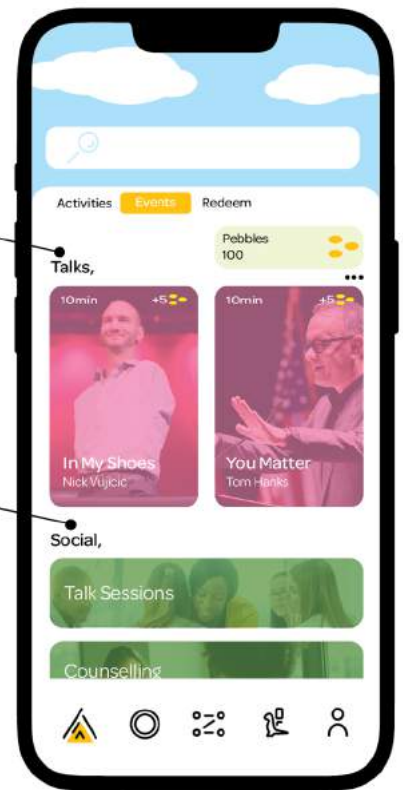 Activities Events Redeem
Pebbles
100
Talks,
10min +5
10min +5
In My Shoes
Nick Vujicic
You Matter
Tom Hanks
Social,
Talk Sessions
Counselling